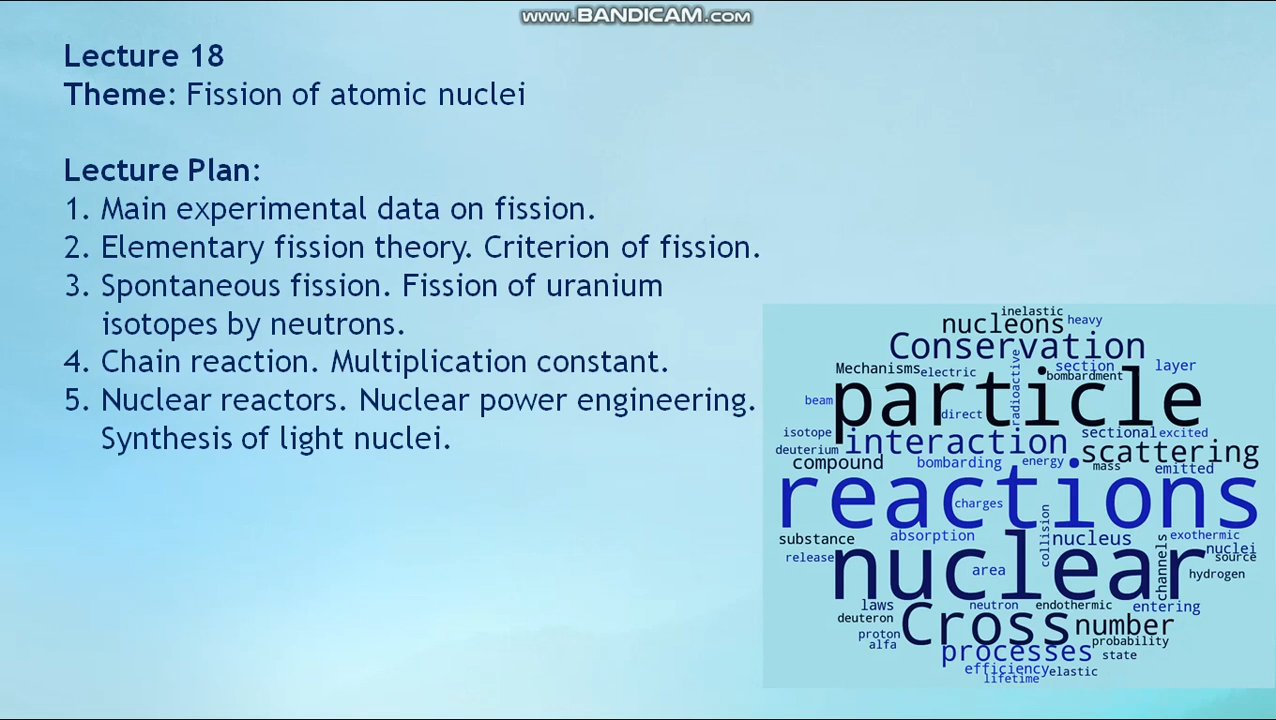 www.BANDICAM.com
Lecture 18
Theme: Fission of atomic nuclei
Lecture Plan:
1. Main experimental data on fission.
2. Elementary fission theory. Criterion of fission.
3. Spontaneous fission. Fission of uranium
isotopes by neutrons.
4. Chain reaction. Multiplication constant.
5. Nuclear reactors. Nuclear power engineering.
Synthesis of light nuclei.
inelastic
nucleons heavy
Conservation
Mechanisms electric radioactive section layer
bombardment
beam particle
direct
isotope interaction sectional excited
deuterium scattering
compound bombarding energy mass emitted
reactions
charges
substance absorption collision nucleus exothermic
release nuclear channels nuclei
source
area hydrogen
laws neutron endothermic entering
deuteron Cross number
proton probability
alfa processes state
efficiency elastic
lifetime